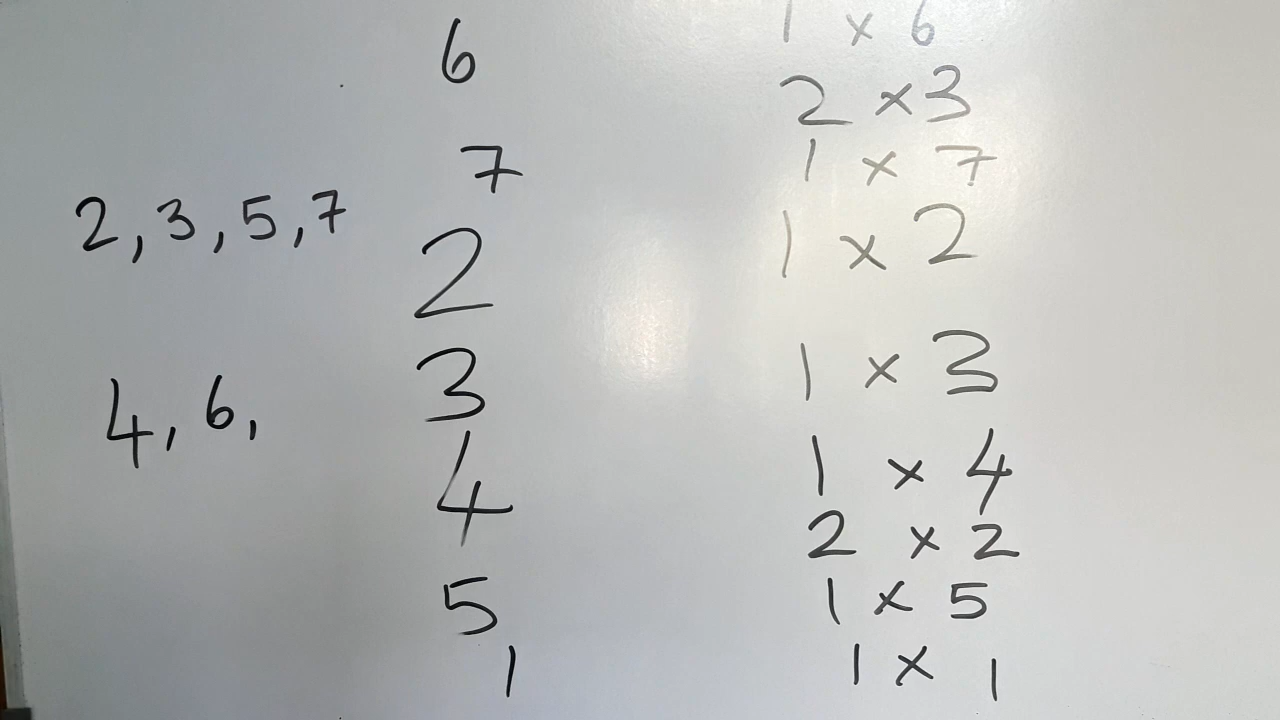 6
7
2
3
4
5
1
2, 3, 5, 7
4, 6,
1 × 6
2 × 3
1 × 7
1 × 2
1 × 3
1 × 4
2 × 2
1 × 5
1 × 1